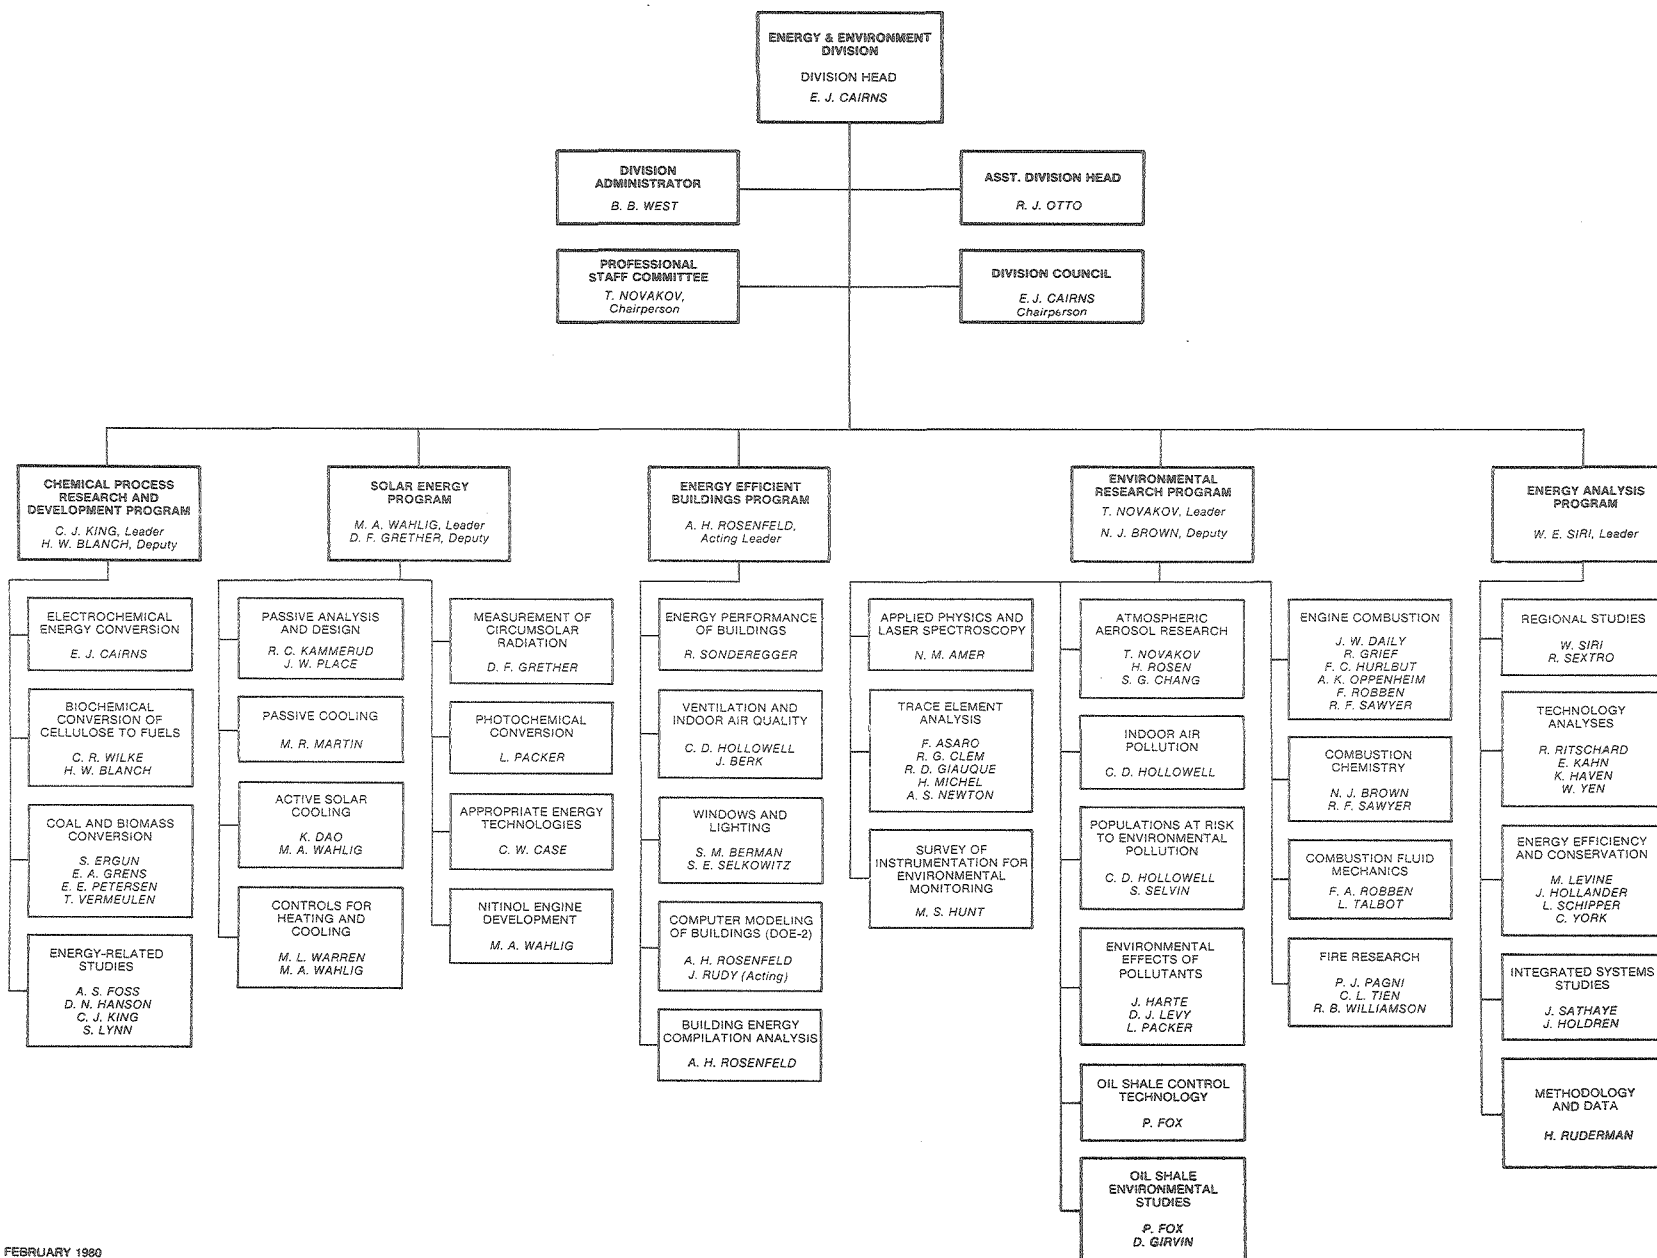 ENERGY & ENVIRONMENT
DIVISION
DIVISION HEAD
E. J. CAIRNS
DIVISION
ADMINISTRATOR
B. B. WEST
ASST. DIVISION HEAD
R. J. OTTO
PROFESSIONAL
STAFF COMMITTEE
T. NOVAKOV,
Chairperson
DIVISION COUNCIL
E. J. CAIRNS
Chairperson
CHEMICAL PROCESS
RESEARCH AND
DEVELOPMENT PROGRAM
C. J. KING, Leader
H. W. BLANCH, Deputy
ELECTROCHEMICAL
ENERGY CONVERSION
E. J. CAIRNS
BIOCHEMICAL
CONVERSION OF
CELLULOSE TO FUELS
C. R. WILKE
H. W. BLANCH
COAL AND BIOMASS
CONVERSION
S. ERGUN
E. A. GRENS
E. E. PETERSEN
T. VERMEULEN
ENERGY-RELATED
STUDIES
A. S. FOSS
D. N. HANSON
C. J. KING
S. LYNN
SOLAR ENERGY
PROGRAM
M. A. WAHLIG, Leader
D. F. GRETHER, Deputy
PASSIVE ANALYSIS
AND DESIGN
R. C. KAMMERUD
J. W. PLACE
PASSIVE COOLING
M. R. MARTIN
ACTIVE SOLAR
COOLING
K. DAO
M. A. WAHLIG
CONTROLS FOR
HEATING AND
COOLING
M. L. WARREN
M. A. WAHLIG
MEASUREMENT OF
CIRCUMSOLAR
RADIATION
D. F. GRETHER
PHOTOCHEMICAL
CONVERSION
L. PACKER
APPROPRIATE ENERGY
TECHNOLOGIES
C. W. CASE
NITINOL ENGINE
DEVELOPMENT
M. A. WAHLIG
ENERGY EFFICIENT
BUILDINGS PROGRAM
A. H. ROSENFELD,
Acting Leader
ENERGY PERFORMANCE
OF BUILDINGS
R. SONDEREGGER
VENTILATION AND
INDOOR AIR QUALITY
C. D. HOLLOWELL
J. BERK
WINDOWS AND
LIGHTING
S. M. BERMAN
S. E. SELKOWITZ
COMPUTER MODELING
OF BUILDINGS (DOE-2)
A. H. ROSENFELD
J. RUDY (Acting)
BUILDING ENERGY
COMPILATION ANALYSIS
A. H. ROSENFELD
ENVIRONMENTAL
RESEARCH PROGRAM
T. NOVAKOV, Leader
N. J. BROWN, Deputy
APPLIED PHYSICS AND
LASER SPECTROSCOPY
N. M. AMER
TRACE ELEMENT
ANALYSIS
F. ASARO
R. G. CLEM
R. D. GIAUQUE
H. MICHEL
A. S. NEWTON
SURVEY OF
INSTRUMENTATION FOR
ENVIRONMENTAL
MONITORING
M. S. HUNT
ATMOSPHERIC
AEROSOL RESEARCH
T. NOVAKOV
H. ROSEN
S. G. CHANG
INDOOR AIR
POLLUTION
C. D. HOLLOWELL
POPULATIONS AT RISK
TO ENVIRONMENTAL
POLLUTION
C. D. HOLLOWELL
S. SELVIN
ENVIRONMENTAL
EFFECTS OF
POLLUTANTS
J. HARTE
D. J. LEVY
L. PACKER
OIL SHALE CONTROL
TECHNOLOGY
P. FOX
OIL SHALE
ENVIRONMENTAL
STUDIES
P. FOX
D. GIRVIN
ENGINE COMBUSTION
J. W. DAILY
R. GRIEF
F. C. HURLBUT
A. K. OPPENHEIM
F. ROBBEN
R. F. SAWYER
COMBUSTION
CHEMISTRY
N. J. BROWN
R. F. SAWYER
COMBUSTION FLUID
MECHANICS
F. A. ROBBEN
L. TALBOT
FIRE RESEARCH
P. J. PAGNI
C. L. TIEN
R. B. WILLIAMSON
ENERGY ANALYSIS
PROGRAM
W. E. SIRI, Leader
REGIONAL STUDIES
W. SIRI
R. SEXTRO
TECHNOLOGY
ANALYSES
R. RITSCHARD
E. KAHN
K. HAVEN
W. YEN
ENERGY EFFICIENCY
AND CONSERVATION
M. LEVINE
J. HOLLANDER
L. SCHIPPER
C. YORK
INTEGRATED SYSTEMS
STUDIES
J. SATHAYE
J. HOLDREN
METHODOLOGY
AND DATA
H. RUDERMAN
FEBRUARY 1980